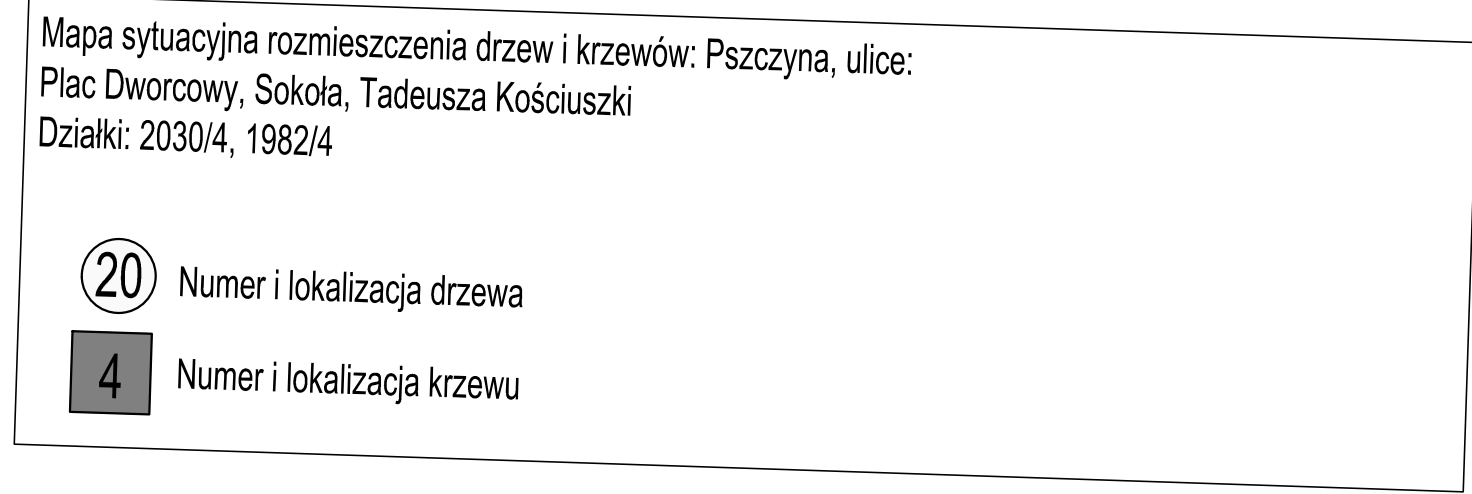 Mapa sytuacyjna rozmieszczenia drzew i krzewów: Pszczyna, ulice:
Plac Dworcowy, Sokoła, Tadeusza Kościuszki
Działki: 2030/4, 1982/4
20 Numer i lokalizacja drzewa
4 Numer i lokalizacja krzewu